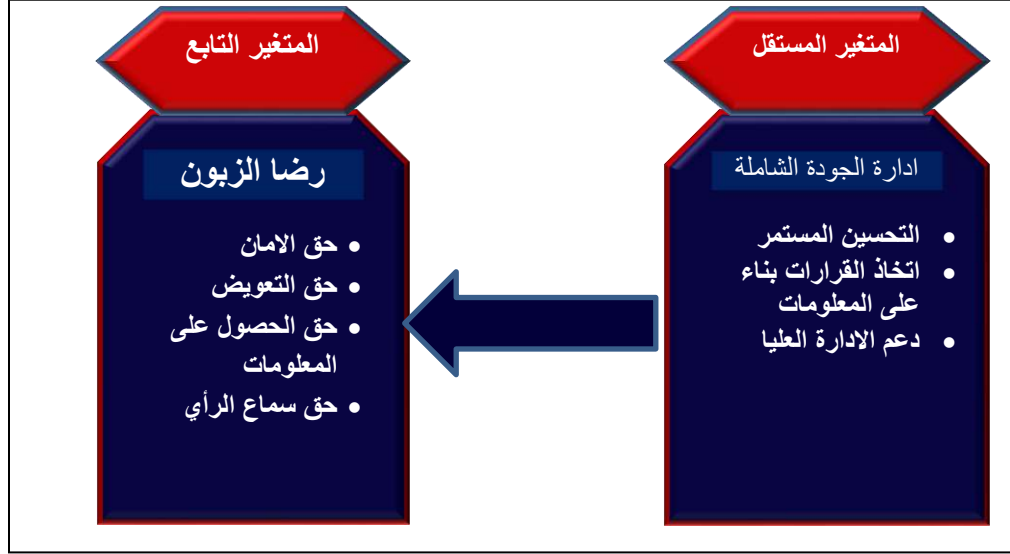 المتغير المستقل
ادارة الجودة الشاملة
• التحسين المستمر
• اتخاذ القرارات بناء
على المعلومات
• دعم الادارة العليا
المتغير التابع
رضا الزبون
• حق الامان
• حق التعويض
• حق الحصول على
المعلومات
• حق سماع الرأي